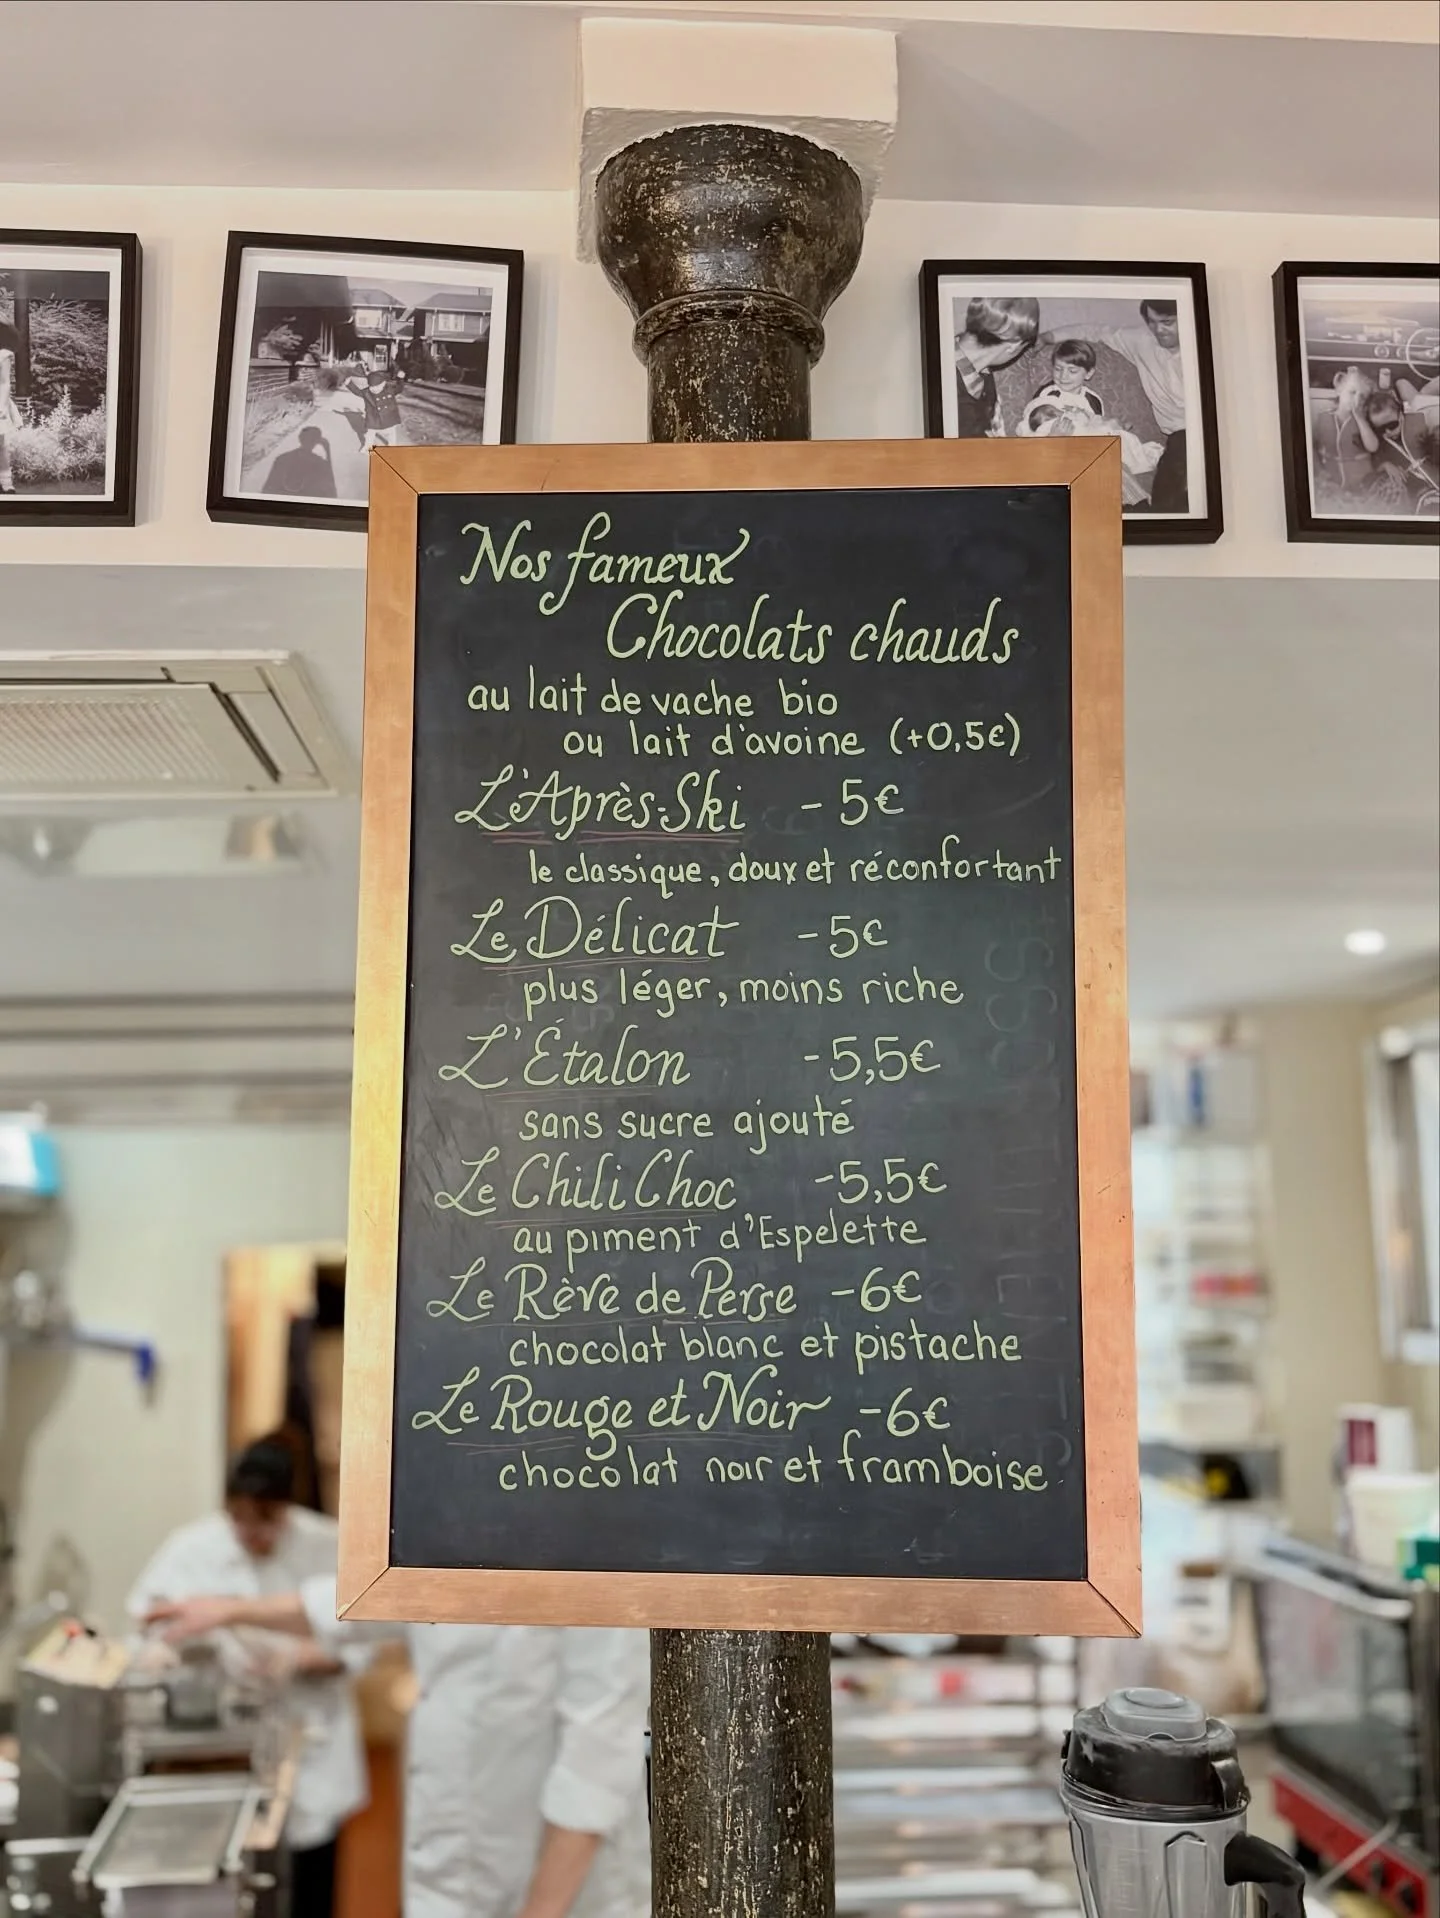 Nos fameux
Chocolats chauds
au lait de vache bio
ou lait d'avoine (+0,5€)
L'Après-Ski - 5€
le classique, doux et réconfortant
Le Délicat - 5€
plus léger, moins riche
L'Étalon - 5,5€
sans sucre ajouté
Le Chili Choc - 5,5€
au piment d'Espelette
Le Rêve de Perse - 6€
chocolat blanc et pistache
Le Rouge et Noir - 6€
chocolat noir et framboise